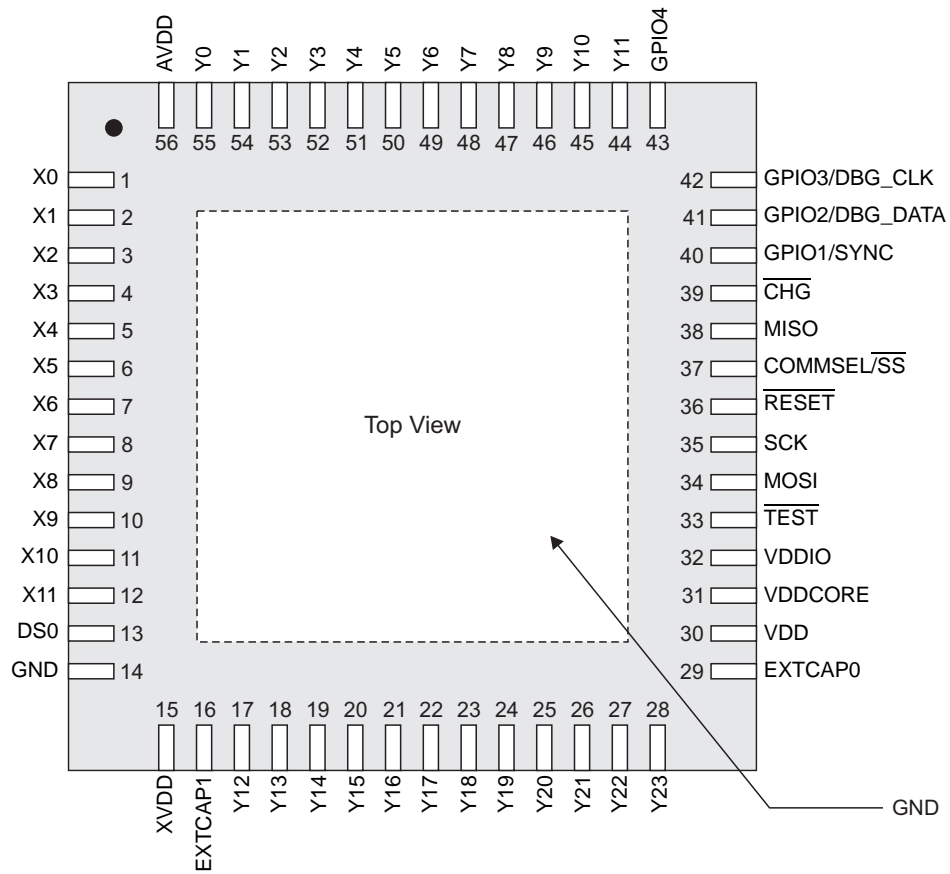 AVDD
Y0
Y1
Y2
Y3
Y4
Y5
Y6
Y7
Y8
Y9
Y10
Y11
GPIO4
56 55 54 53 52 51 50 49 48 47 46 45 44 43
X0 1
X1 2
X2 3
X3 4
X4 5
X5 6
X6 7
X7 8
X8 9
X9 10
X10 11
X11 12
DS0 13
GND 14
Top View
42 GPIO3/DBG_CLK
41 GPIO2/DBG_DATA
40 GPIO1/SYNC
39 CHG
38 MISO
37 COMMSEL/SS
36 RESET
35 SCK
34 MOSI
33 TEST
32 VDDIO
31 VDDCORE
30 VDD
29 EXTCAP0
15 16 17 18 19 20 21 22 23 24 25 26 27 28
XVDD
EXTCAP1
Y12
Y13
Y14
Y15
Y16
Y17
Y18
Y19
Y20
Y21
Y22
Y23
GND